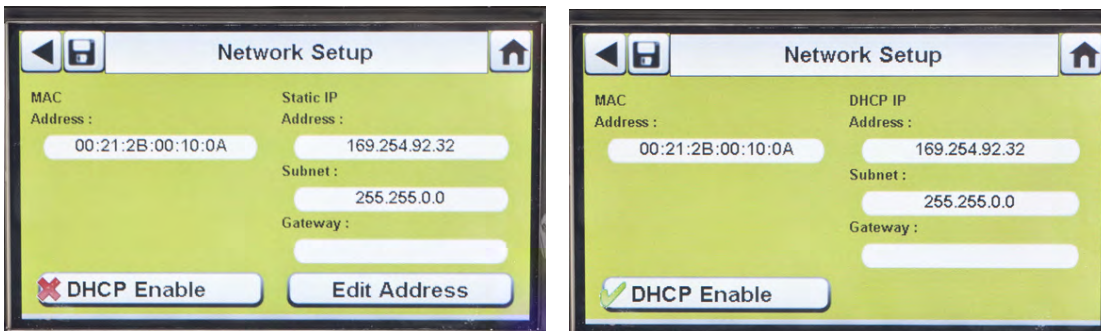 Network Setup
MAC
Address :
00:21:2B:00:10:0A
Static IP
Address :
169.254.92.32
Subnet :
255.255.0.0
Gateway :
DHCP Enable
Edit Address
Network Setup
MAC
Address :
00:21:2B:00:10:0A
DHCP IP
Address :
169.254.92.32
Subnet :
255.255.0.0
Gateway :
DHCP Enable